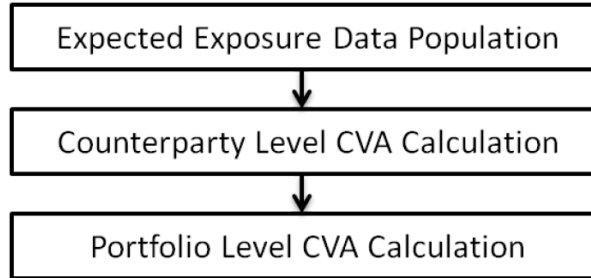 Expected Exposure Data Population
Counterparty Level CVA Calculation
Portfolio Level CVA Calculation